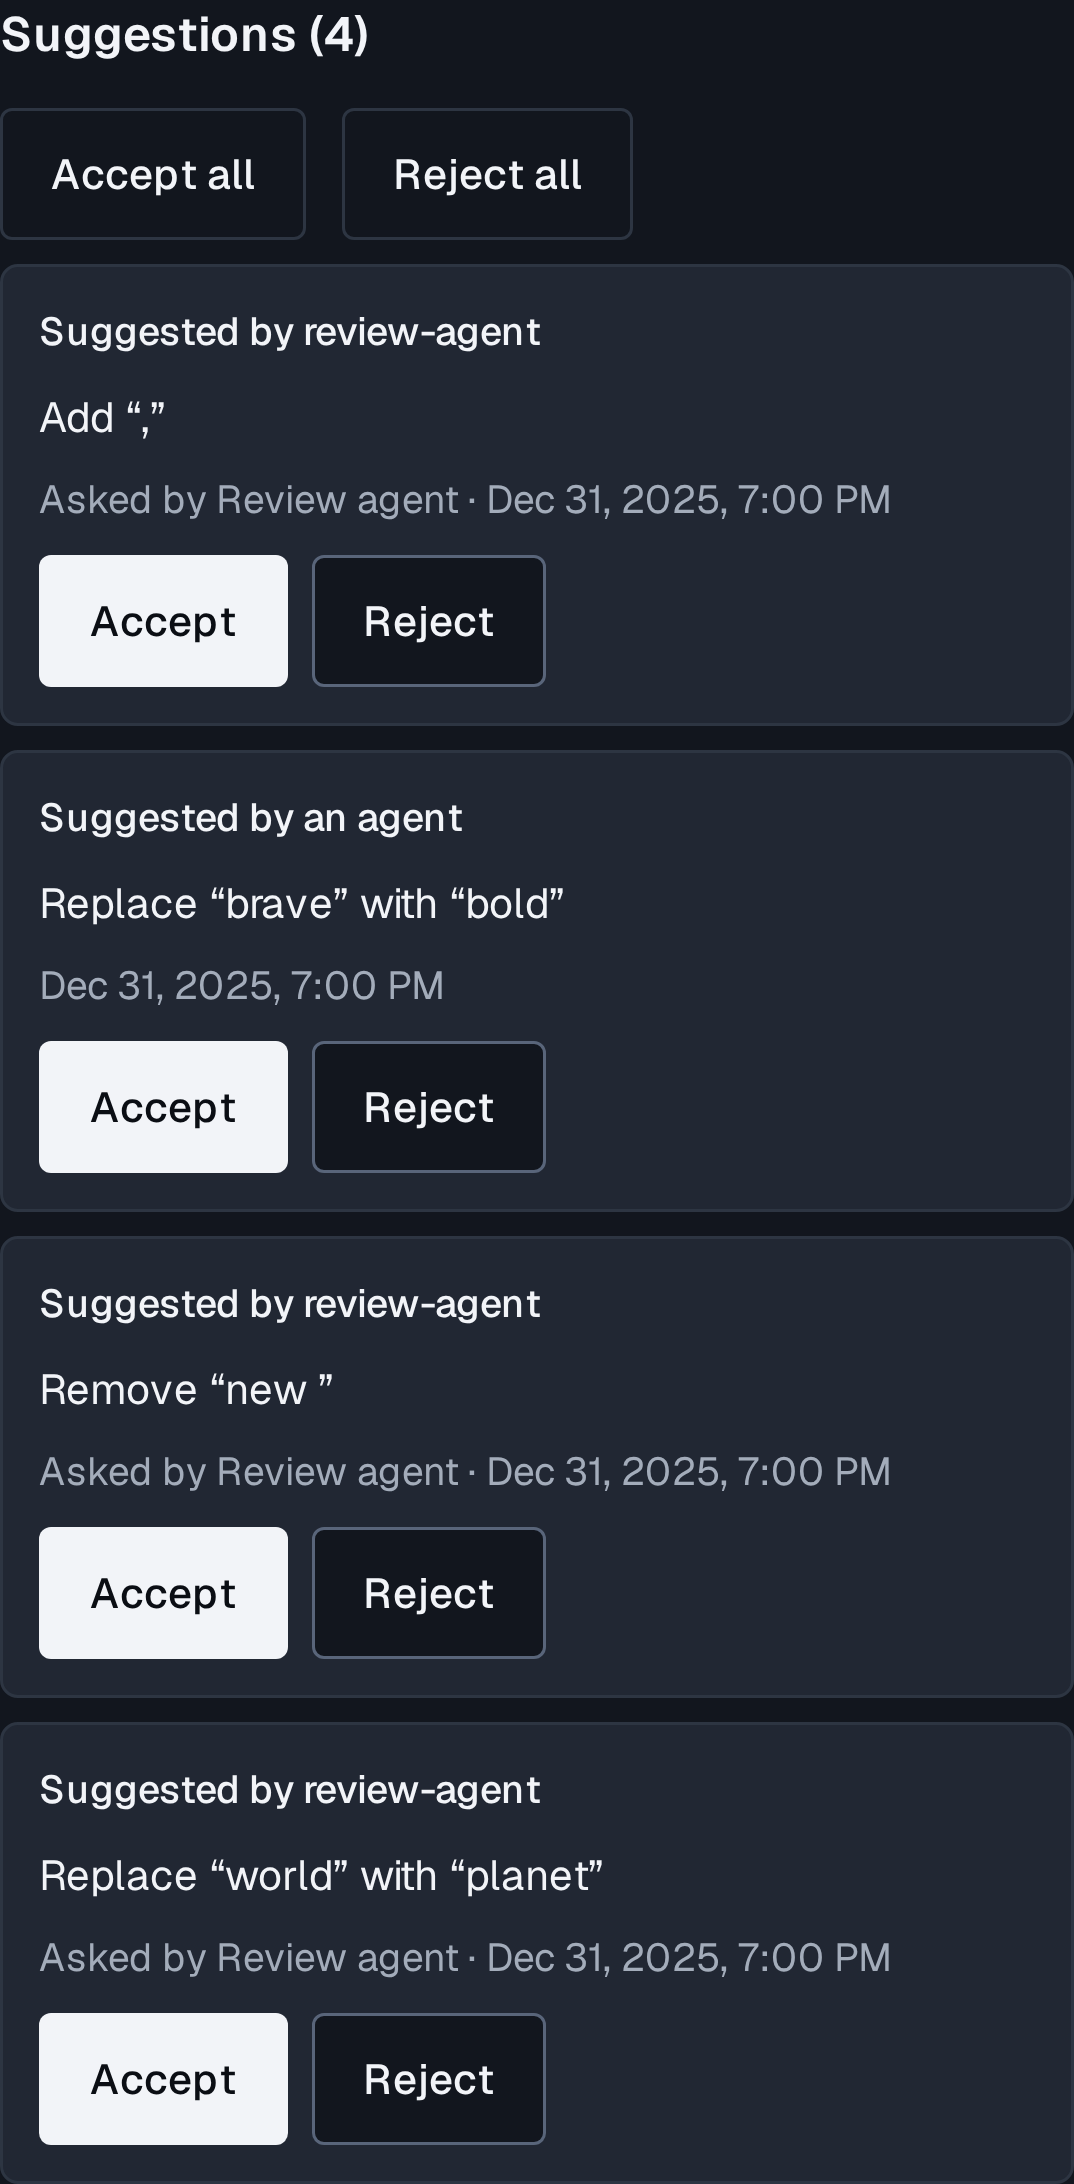 Suggestions (4)
Accept all
Reject all
Suggested by review-agent
Add “,”
Asked by Review agent · Dec 31, 2025, 7:00 PM
Accept
Reject
Suggested by an agent
Replace “brave” with “bold”
Dec 31, 2025, 7:00 PM
Accept
Reject
Suggested by review-agent
Remove “new ”
Asked by Review agent · Dec 31, 2025, 7:00 PM
Accept
Reject
Suggested by review-agent
Replace “world” with “planet”
Asked by Review agent · Dec 31, 2025, 7:00 PM
Accept
Reject